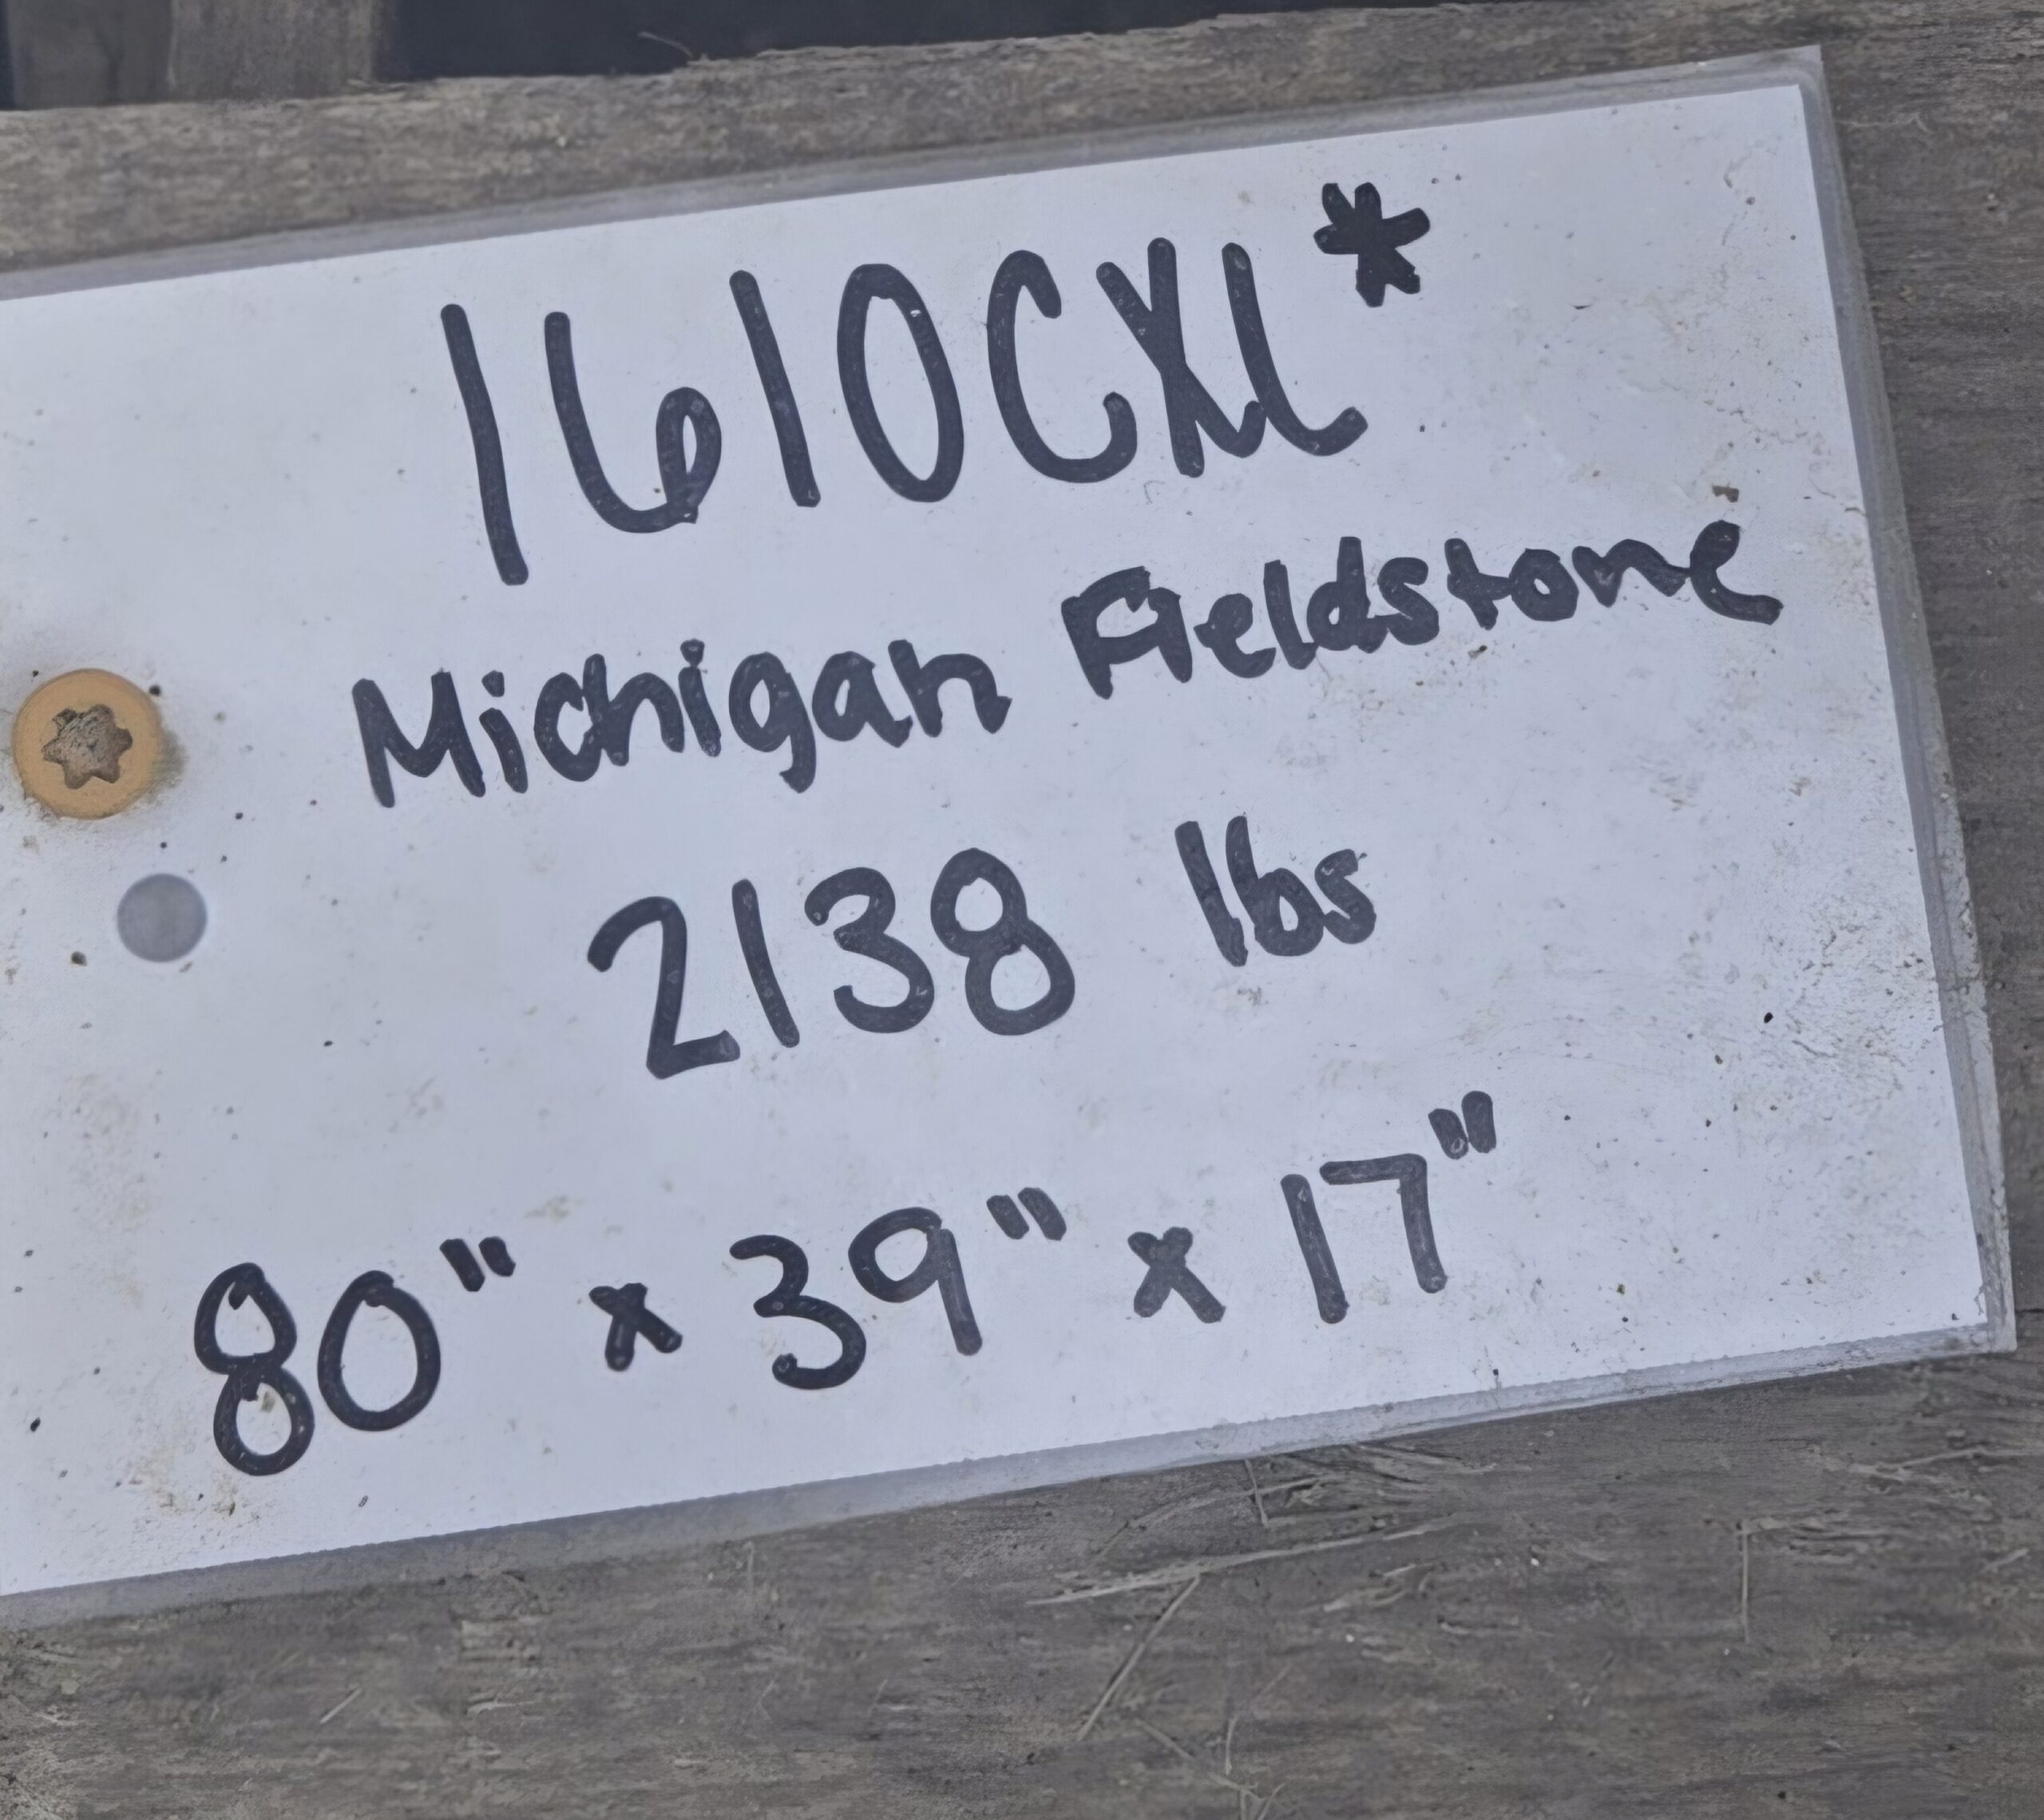 1610CXL*
Michigan Fieldstone
2138 lbs
80" x 39" x 17"